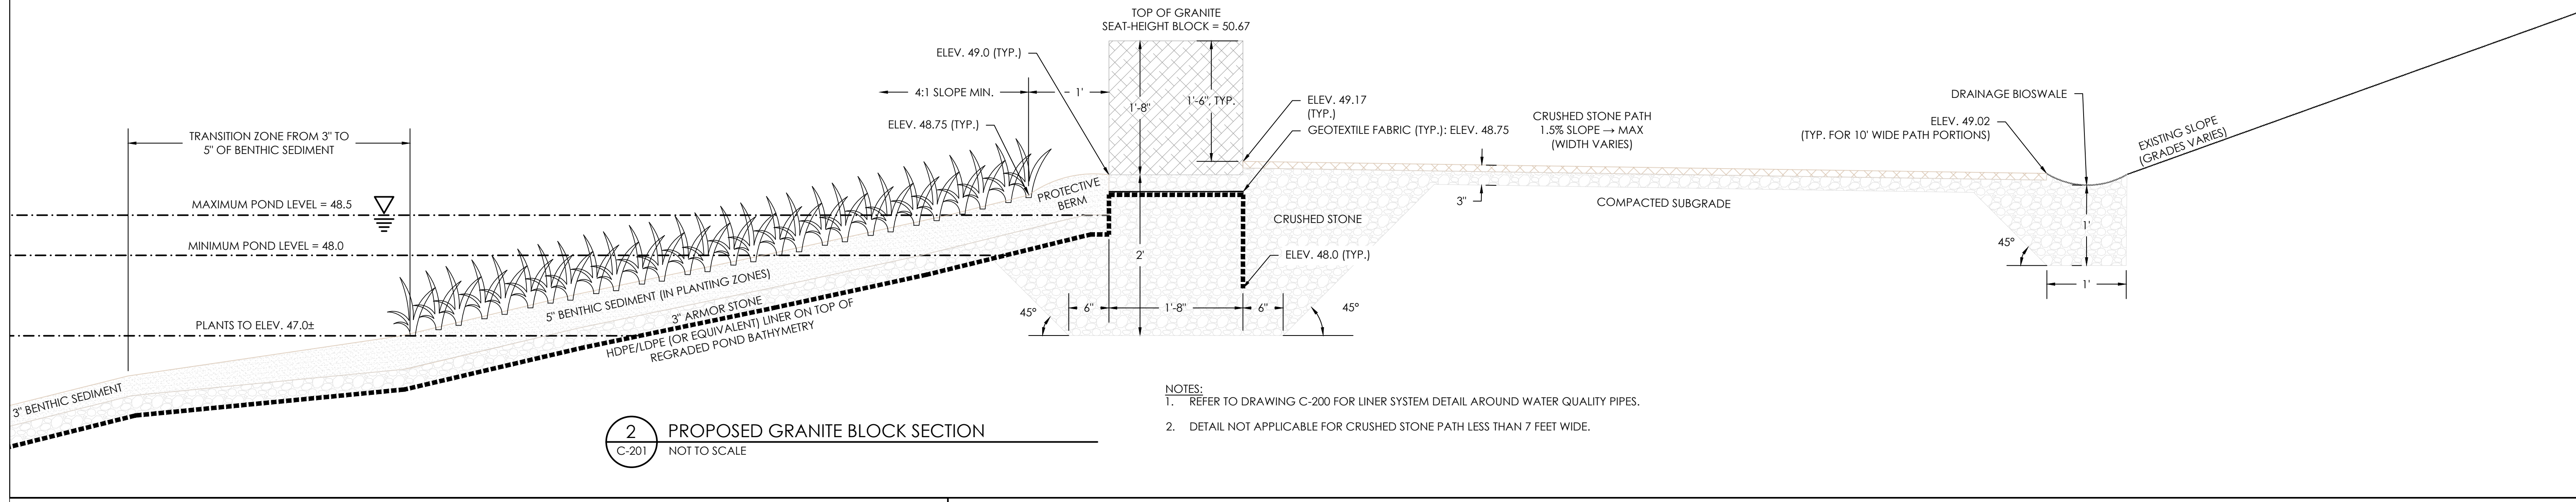 TOP OF GRANITE
SEAT-HEIGHT BLOCK = 50.67
ELEV. 49.0 (TYP.)
4:1 SLOPE MIN.
1'
1'-8"
1'-6", TYP.
ELEV. 49.17
(TYP.)
GEOTEXTILE FABRIC (TYP.): ELEV. 48.75
CRUSHED STONE PATH
1.5% SLOPE → MAX
(WIDTH VARIES)
DRAINAGE BIOSWALE
ELEV. 49.02
(TYP. FOR 10' WIDE PATH PORTIONS)
EXISTING SLOPE
(GRADES VARIES)
TRANSITION ZONE FROM 3" TO
5" OF BENTHIC SEDIMENT
ELEV. 48.75 (TYP.)
PROTECTIVE
BERM
MAXIMUM POND LEVEL = 48.5
MINIMUM POND LEVEL = 48.0
PLANTS TO ELEV. 47.0±
3" BENTHIC SEDIMENT
5" BENTHIC SEDIMENT (IN PLANTING ZONES)
3" ARMOR STONE
HDPE/LDPE (OR EQUIVALENT) LINER ON TOP OF
REGRADED POND BATHYMETRY
CRUSHED STONE
3"
COMPACTED SUBGRADE
2'
ELEV. 48.0 (TYP.)
45°
6"
1'-8"
6"
45°
45°
1'
1'
2
C-201
PROPOSED GRANITE BLOCK SECTION
NOT TO SCALE
NOTES:
1. REFER TO DRAWING C-200 FOR LINER SYSTEM DETAIL AROUND WATER QUALITY PIPES.
2. DETAIL NOT APPLICABLE FOR CRUSHED STONE PATH LESS THAN 7 FEET WIDE.